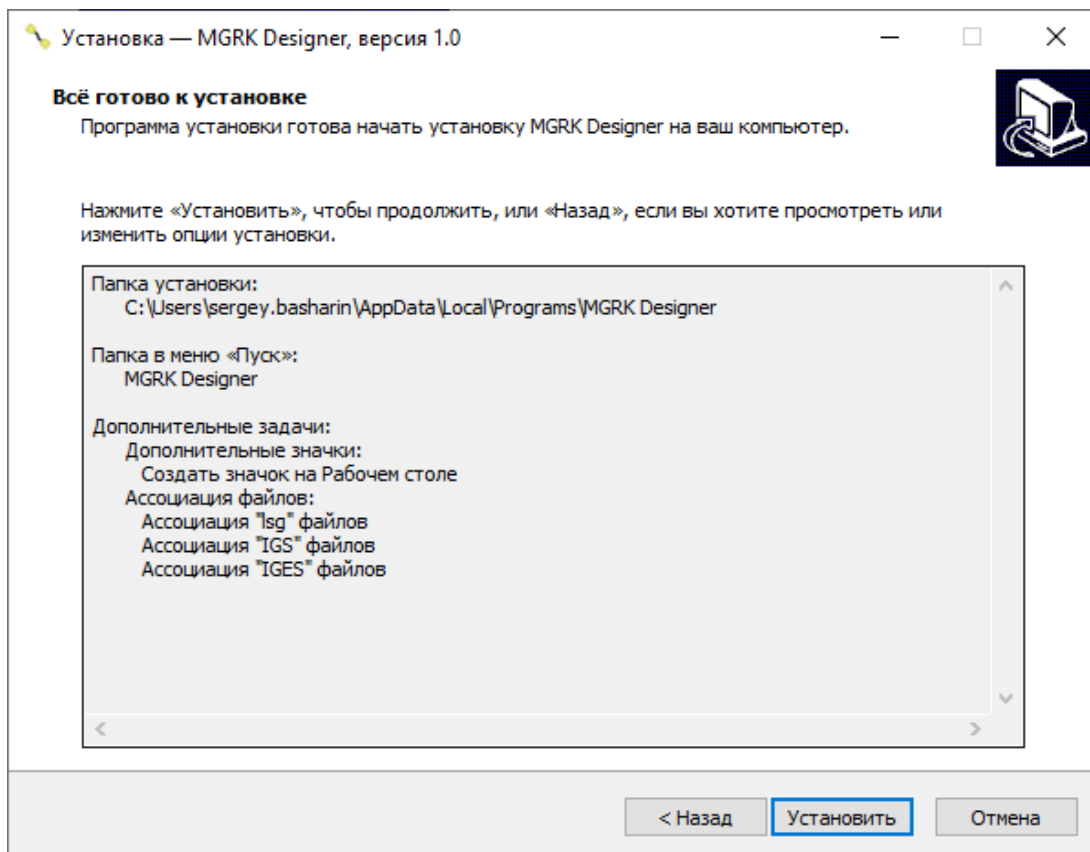 Установка — MGRK Designer, версия 1.0
Всё готово к установке
Программа установки готова начать установку MGRK Designer на ваш компьютер.
Нажмите «Установить», чтобы продолжить, или «Назад», если вы хотите просмотреть или
изменить опции установки.
Папка установки:
C:\Users\sergey.basharin\AppData\Local\Programs\MGRK Designer
Папка в меню «Пуск»:
MGRK Designer
Дополнительные задачи:
Дополнительные значки:
Создать значок на Рабочем столе
Ассоциация файлов:
Ассоциация "lsg" файлов
Ассоциация "IGS" файлов
Ассоциация "IGES" файлов
< Назад
Установить
Отмена